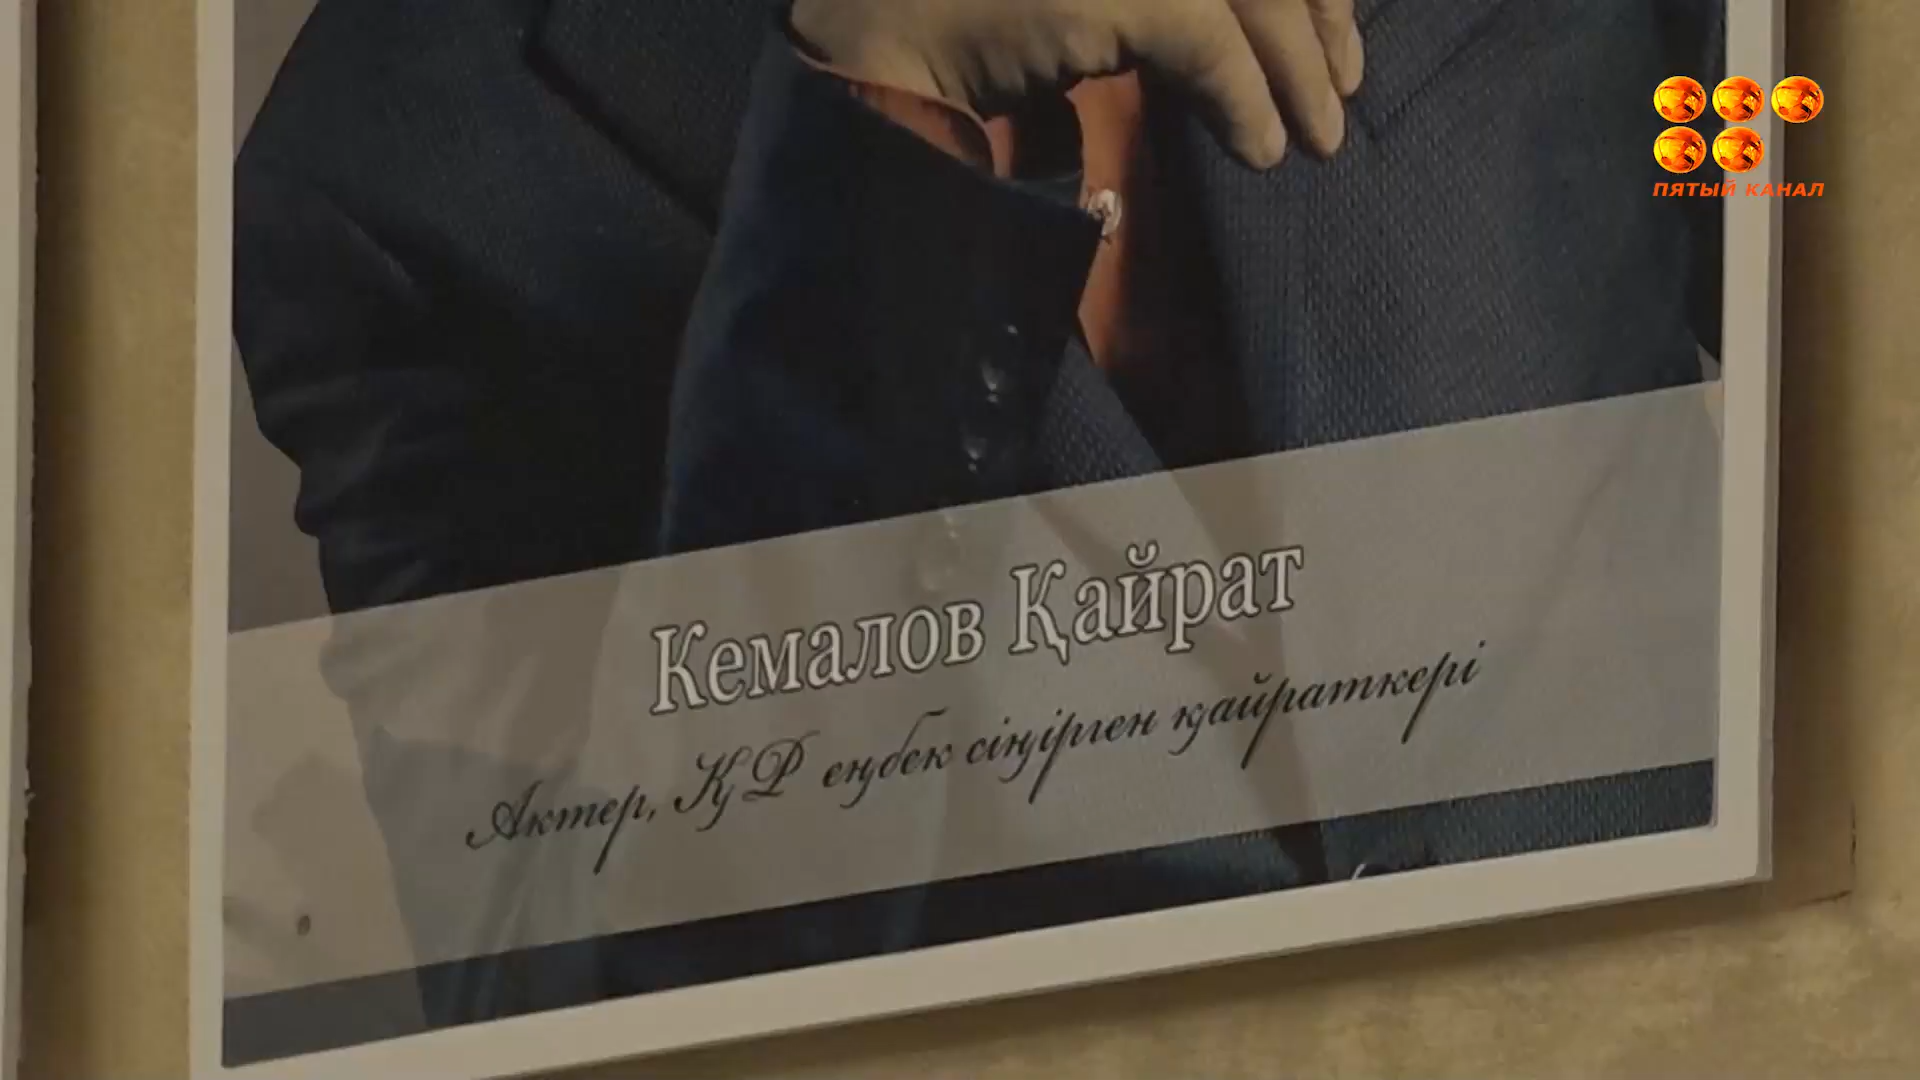 ПЯТЫЙ КАНАЛ
Кемалов Қайрат
Актер, ҚР еңбек сіңірген қайраткері